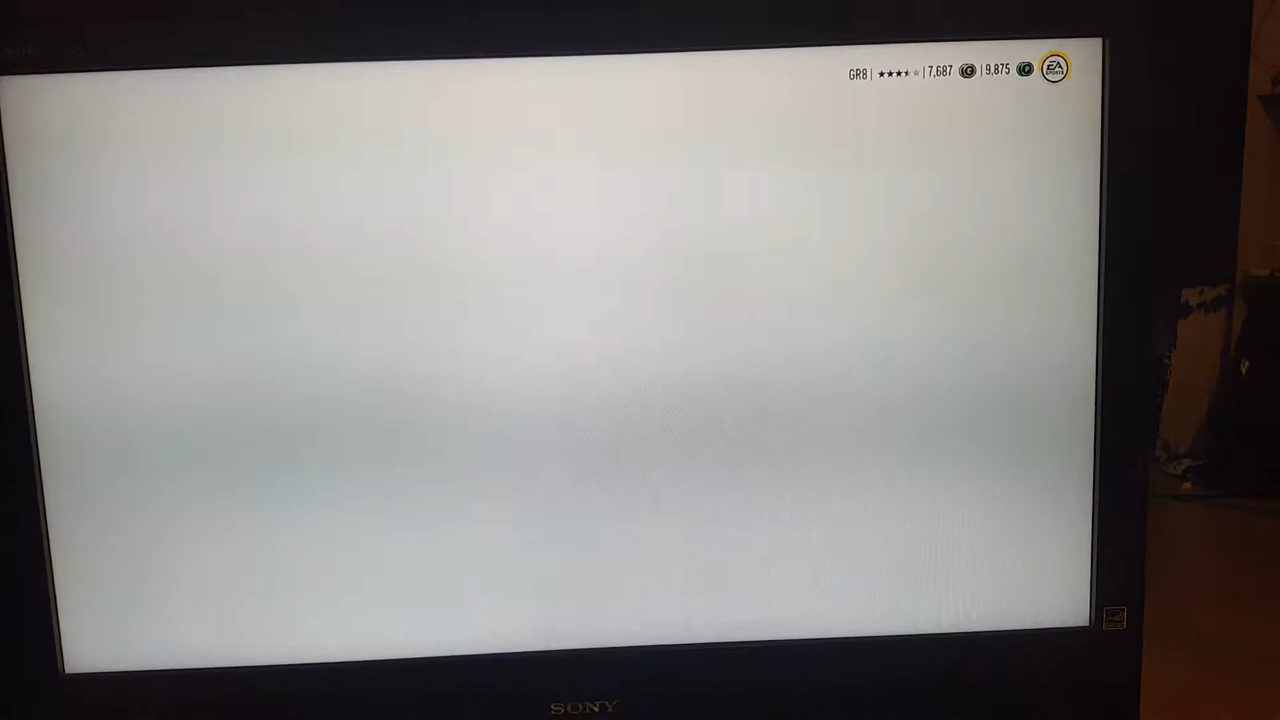 GR8 | ★★★★★ | 7,687 G | 9,875 P EA SPORTS
SONY